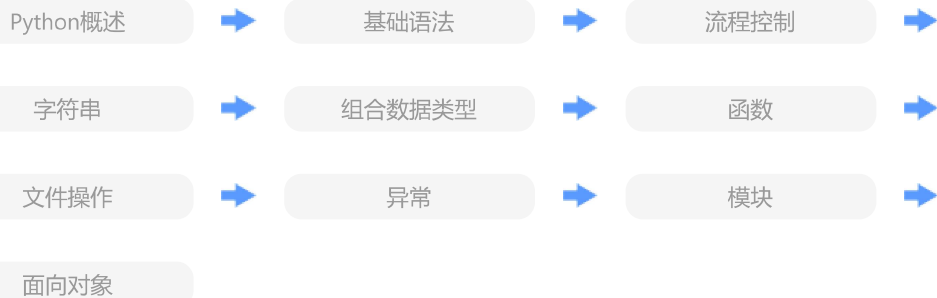 Python概述
基础语法
流程控制
字符串
组合数据类型
函数
文件操作
异常
模块
面向对象